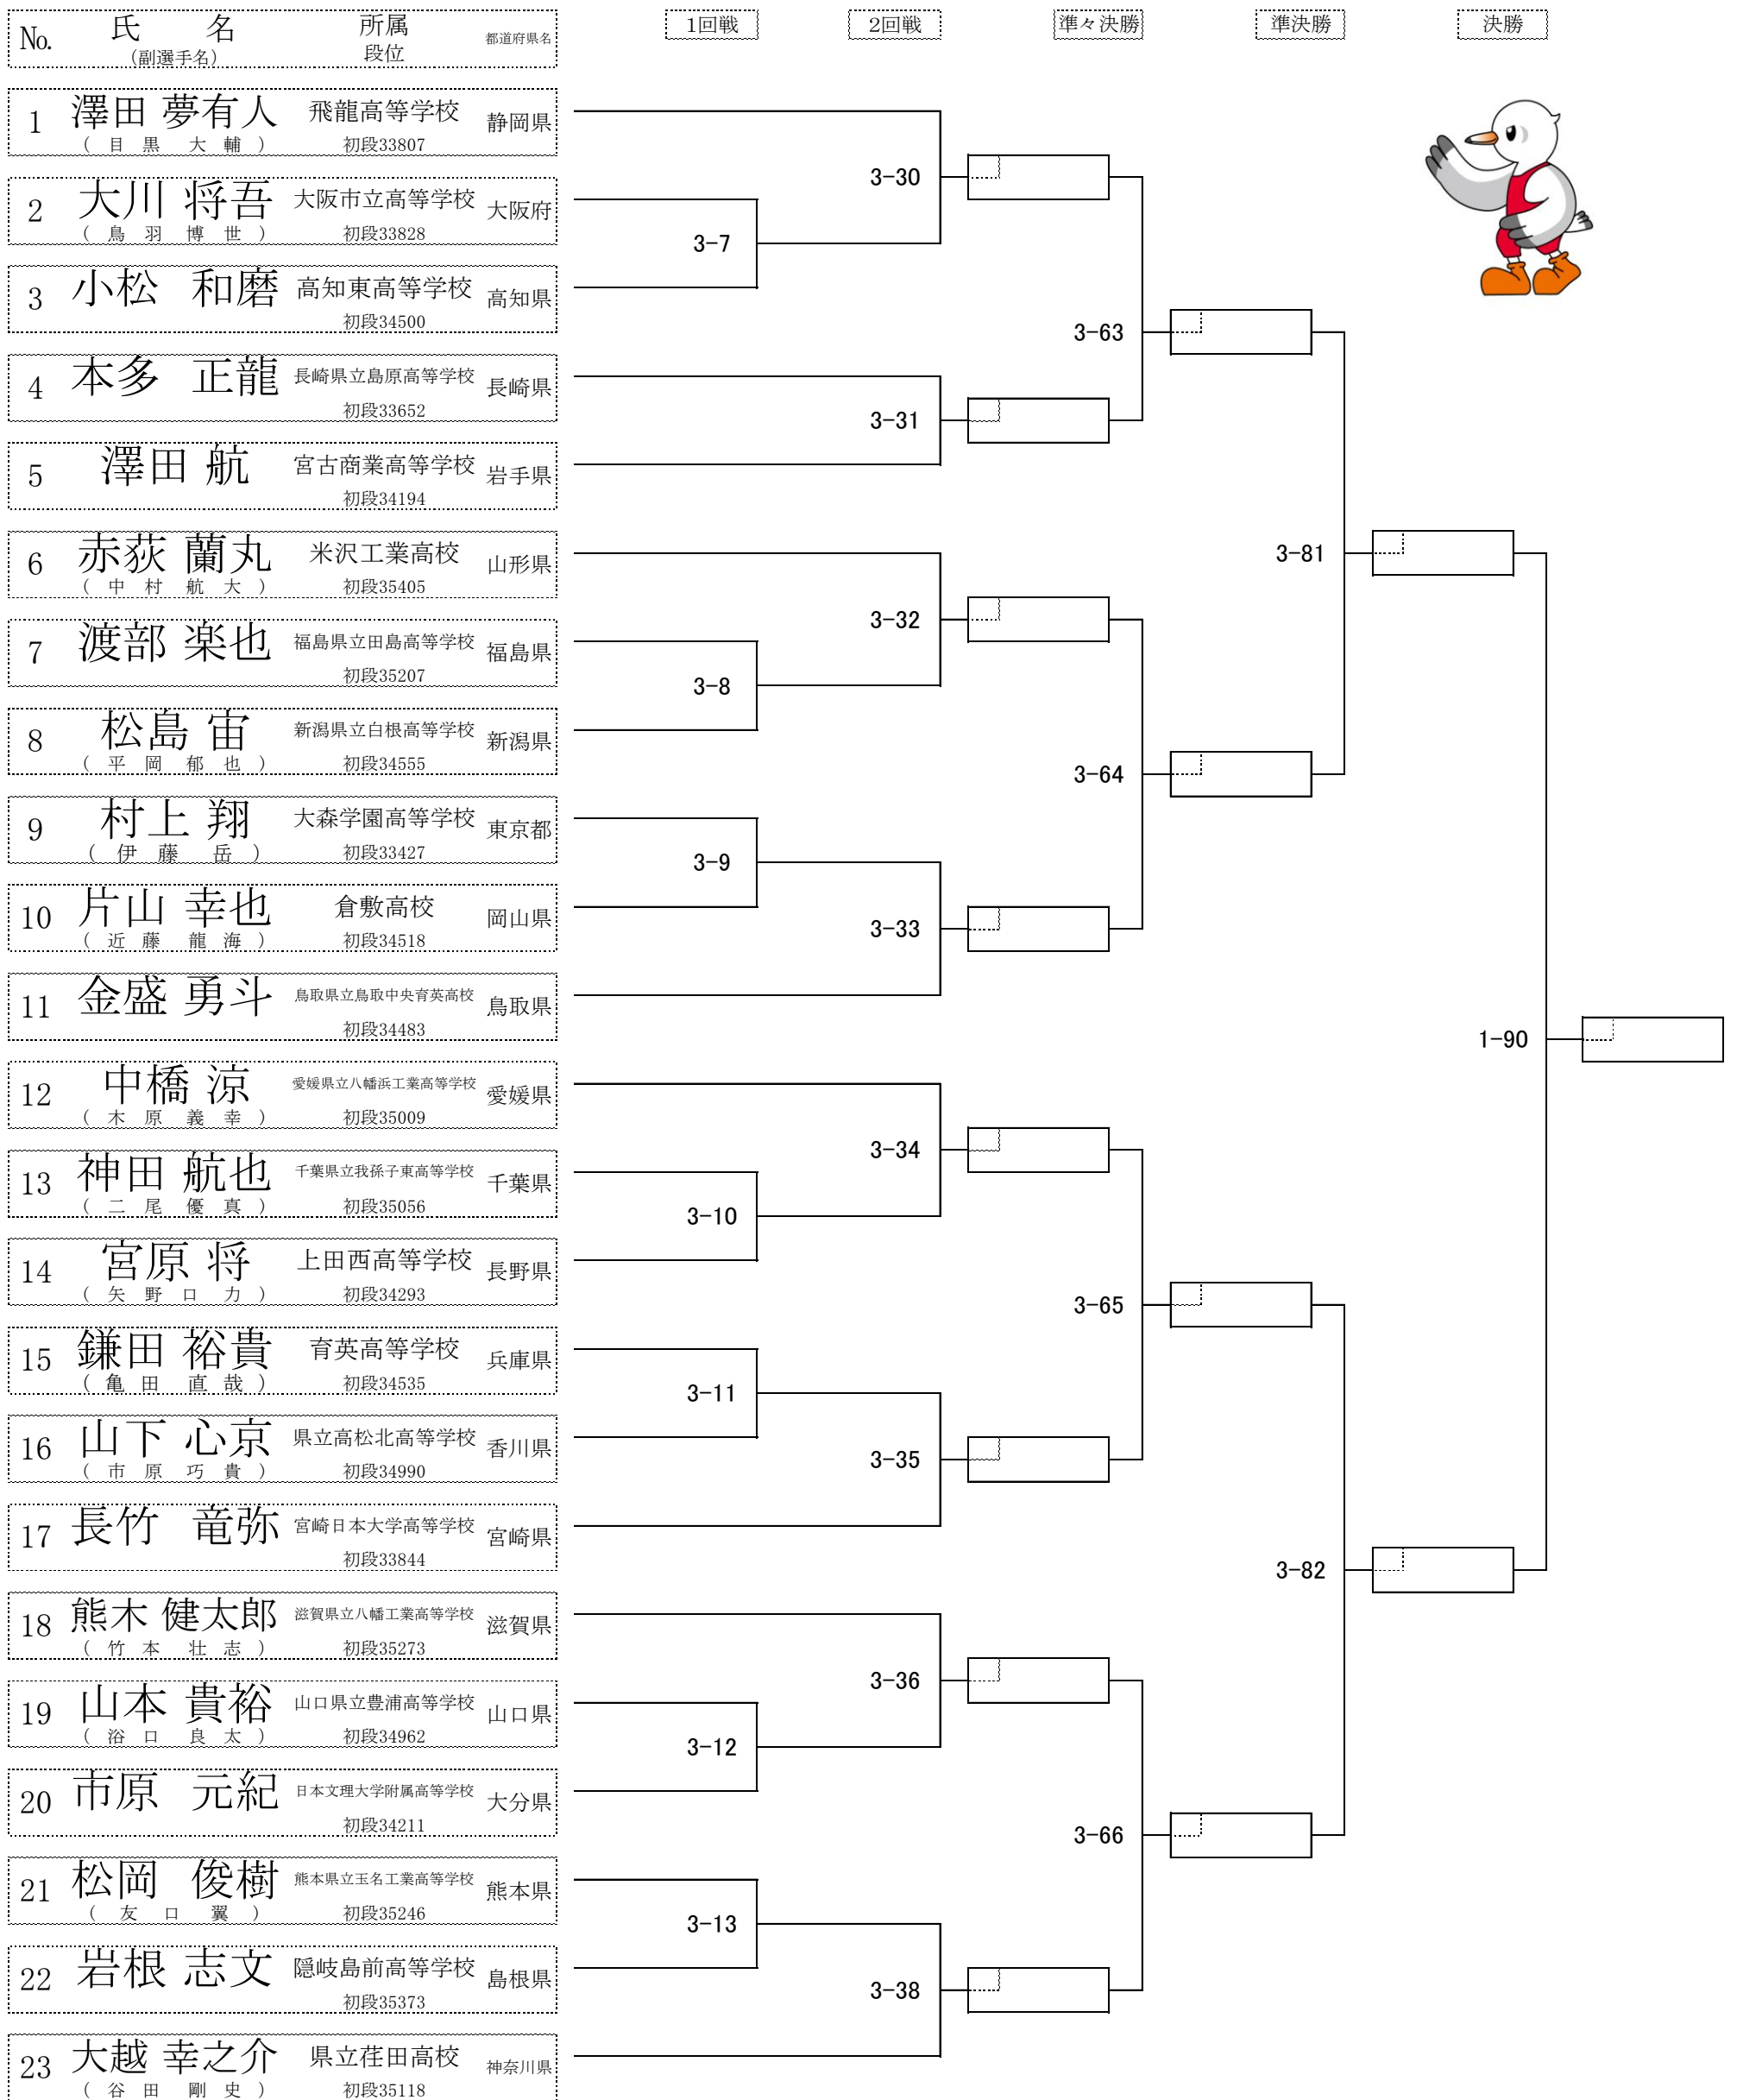 No. 氏 名 所属 都道府県名 1回戦 2回戦 準々決勝 準決勝 決勝
(副選手名) 段位
1 澤田 夢有人 飛龍高等学校 静岡県
( 目 黒 大 輔 ) 初段33807
3-30
2 大川 将吾 大阪市立高等学校 大阪府
( 鳥 羽 博 世 ) 初段33828
3-7
3 小松 和磨 高知東高等学校 高知県
初段34500
3-63
4 本多 正龍 長崎県立島原高等学校 長崎県
初段33652
3-31
5 澤田 航 宮古商業高等学校 岩手県
初段34194
6 赤荻 蘭丸 米沢工業高校 山形県
( 中 村 航 大 ) 初段35405
3-81
3-32
7 渡部 楽也 福島県立田島高等学校 福島県
初段35207
3-8
8 松島 宙 新潟県立白根高等学校 新潟県
( 平 岡 郁 也 ) 初段34555
3-64
9 村上 翔 大森学園高等学校 東京都
( 伊 藤 岳 ) 初段33427
3-9
10 片山 幸也 倉敷高校 岡山県
( 近 藤 龍 海 ) 初段34518
3-33
11 金盛 勇斗 鳥取県立鳥取中央育英高校 鳥取県
初段34483
1-90
12 中橋 涼 愛媛県立八幡浜工業高等学校 愛媛県
( 木 原 義 幸 ) 初段35009
3-34
13 神田 航也 千葉県立我孫子東高等学校 千葉県
( 二 尾 優 真 ) 初段35056
3-10
14 宮原 将 上田西高等学校 長野県
( 矢 野 口 力 ) 初段34293
3-65
15 鎌田 裕貴 育英高等学校 兵庫県
( 亀 田 直 哉 ) 初段34535
3-11
16 山下 心京 県立高松北高等学校 香川県
( 市 原 巧 貴 ) 初段34990
3-35
17 長竹 竜弥 宮崎日本大学高等学校 宮崎県
初段33844
3-82
18 熊木 健太郎 滋賀県立八幡工業高等学校 滋賀県
( 竹 本 壮 志 ) 初段35273
3-36
19 山本 貴裕 山口県立豊浦高等学校 山口県
( 浴 口 良 太 ) 初段34962
3-12
20 市原 元紀 日本文理大学附属高等学校 大分県
初段34211
3-66
21 松岡 俊樹 熊本県立玉名工業高等学校 熊本県
( 友 口 翼 ) 初段35246
3-13
22 岩根 志文 隠岐島前高等学校 島根県
初段35373
3-38
23 大越 幸之介 県立荏田高校 神奈川県
( 谷 田 剛 史 ) 初段35118